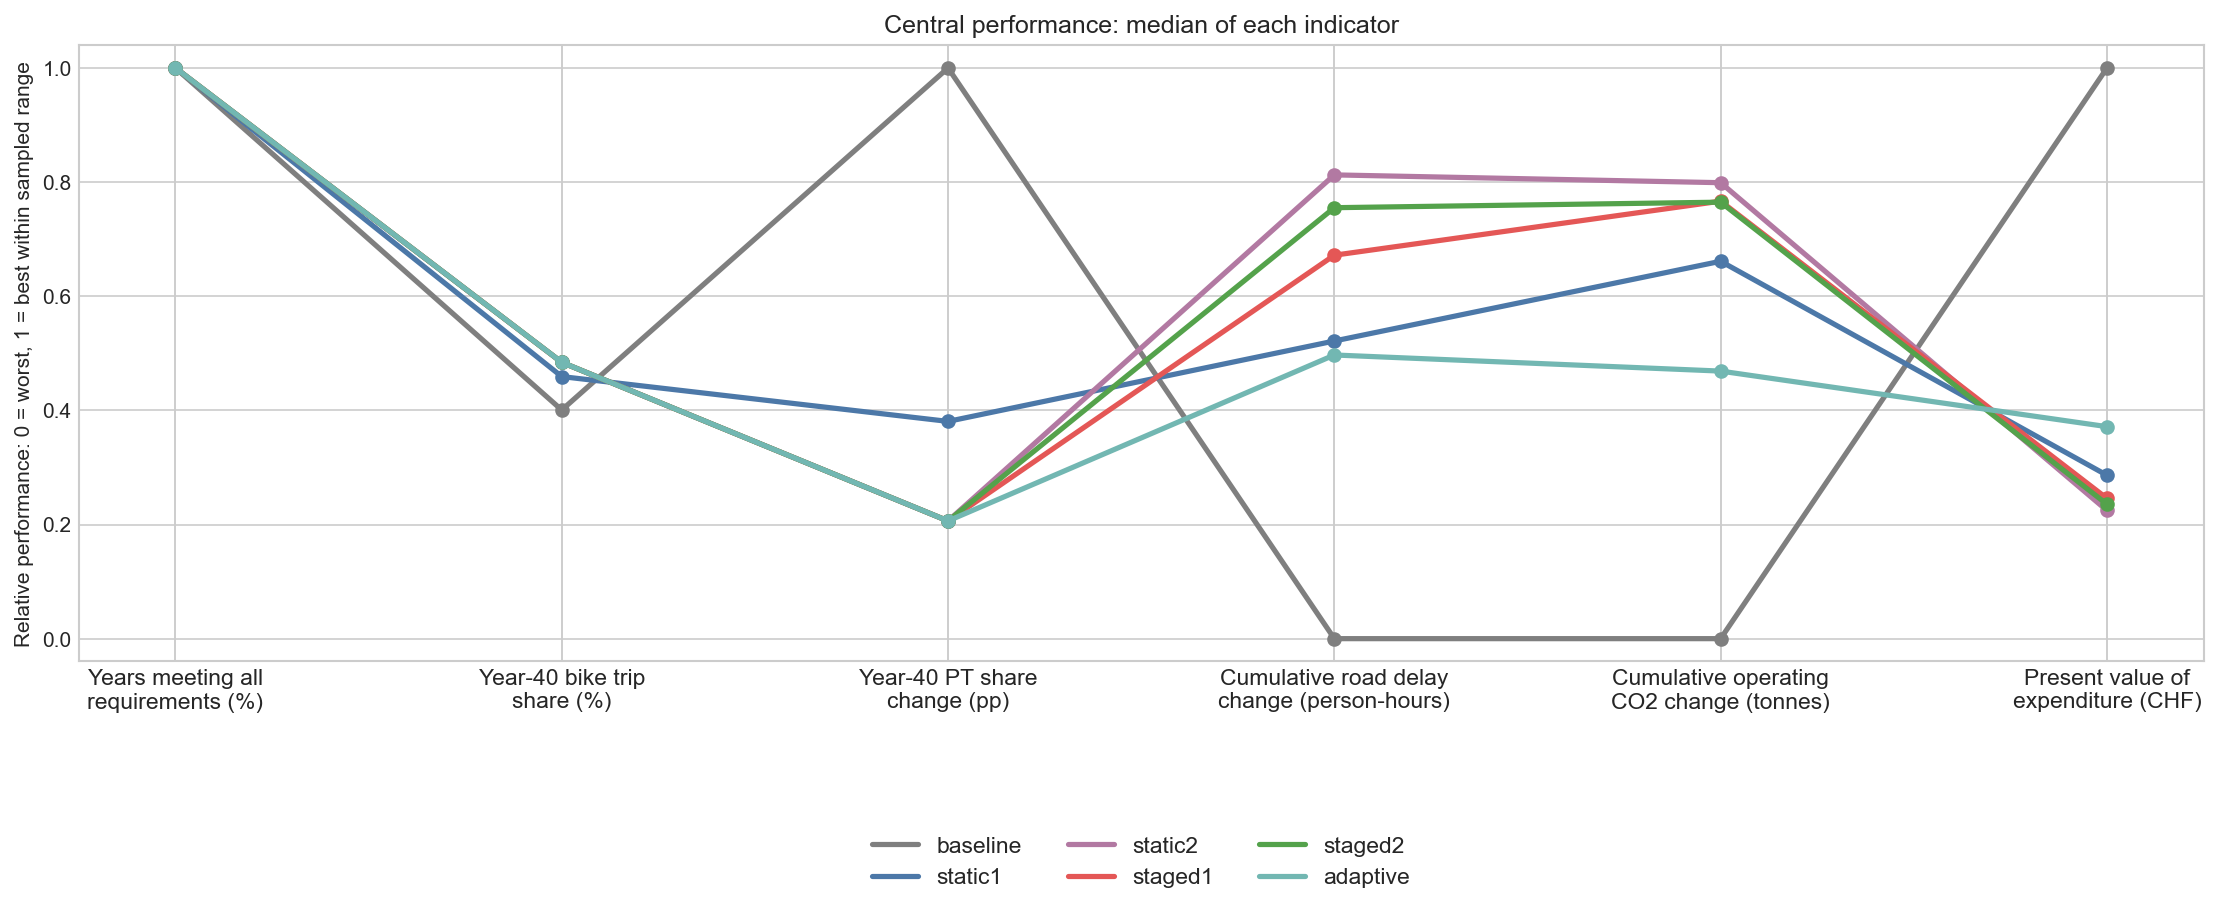 Central performance: median of each indicator
Relative performance: 0 = worst, 1 = best within sampled range
1.0
0.8
0.6
0.4
0.2
0.0
Years meeting all
requirements (%)
Year-40 bike trip
share (%)
Year-40 PT share
change (pp)
Cumulative road delay
change (person-hours)
Cumulative operating
CO2 change (tonnes)
Present value of
expenditure (CHF)
baseline
static1
static2
staged1
staged2
adaptive